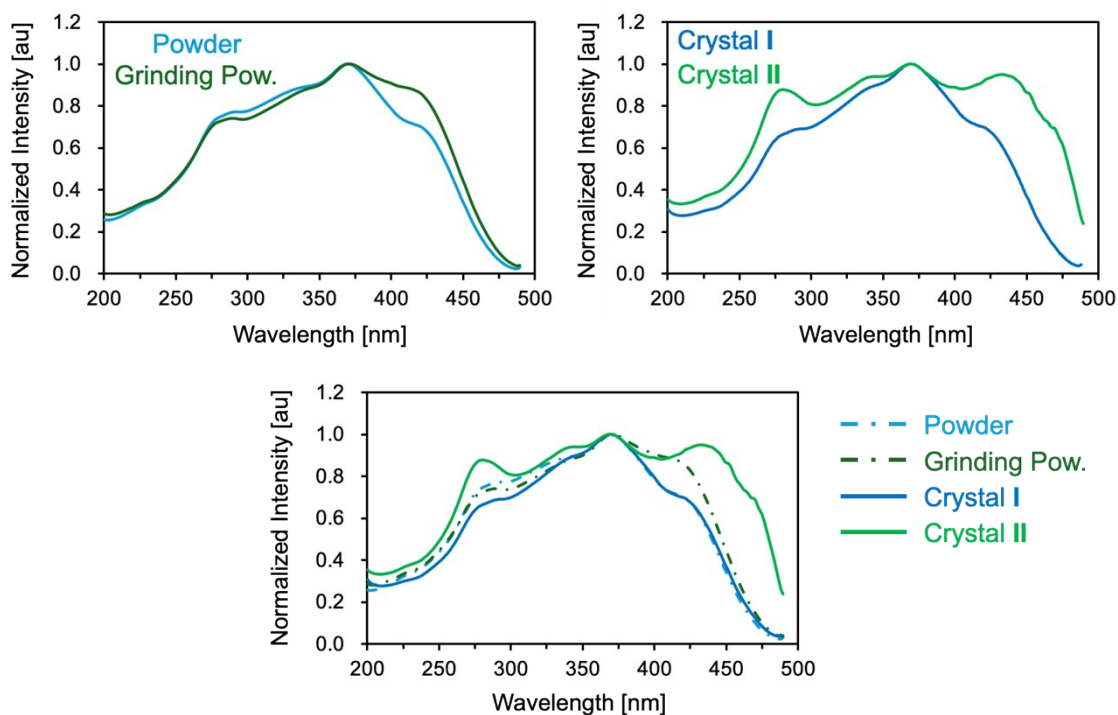 Powder
Grinding Pow.
Normalized Intensity [au]
1.2
1.0
0.8
0.6
0.4
0.2
0.0
200 250 300 350 400 450 500
Wavelength [nm]
Crystal I
Crystal II
Normalized Intensity [au]
1.2
1.0
0.8
0.6
0.4
0.2
0.0
200 250 300 350 400 450 500
Wavelength [nm]
Normalized Intensity [au]
1.2
1.0
0.8
0.6
0.4
0.2
0.0
200 250 300 350 400 450 500
Wavelength [nm]
Powder
Grinding Pow.
Crystal I
Crystal II